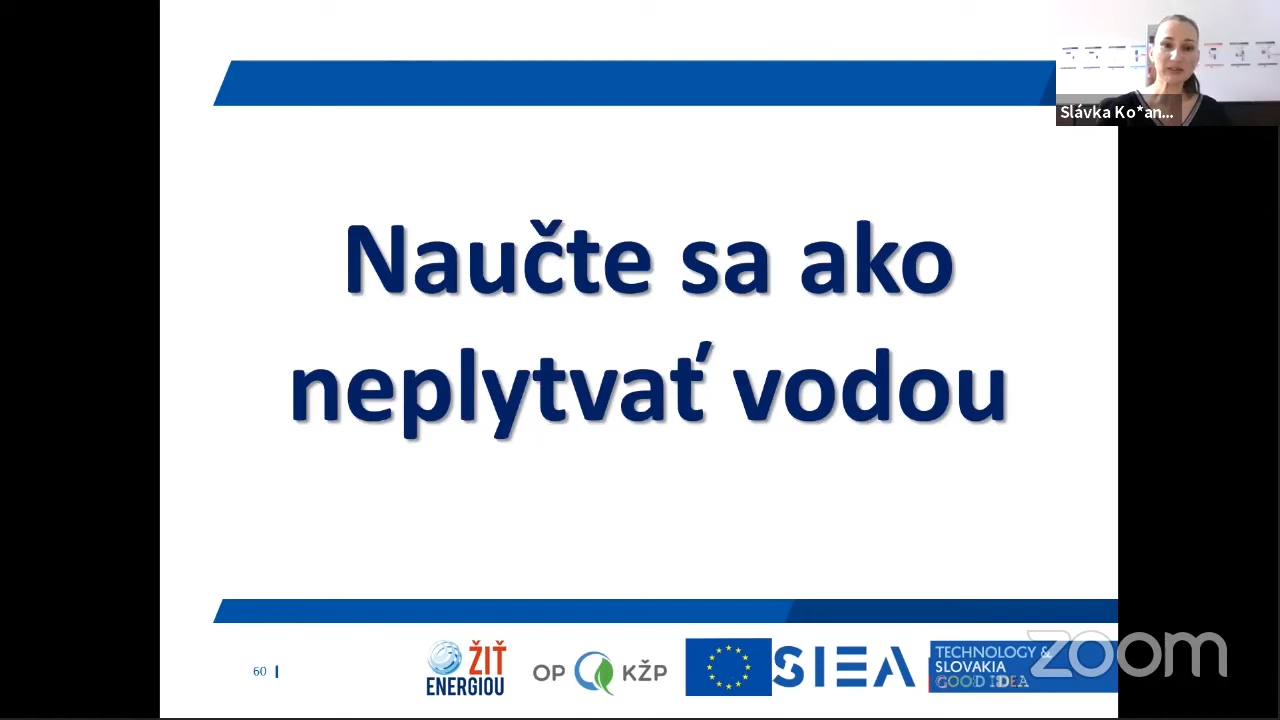 Slávka Ko*an...
Naučte sa ako
neplytvať vodou
60
ŽIŤ
ENERGIOU
OP KŽP
SIEA
TECHNOLOGY &
SLOVAKIA
GOOD IDEA
zoom